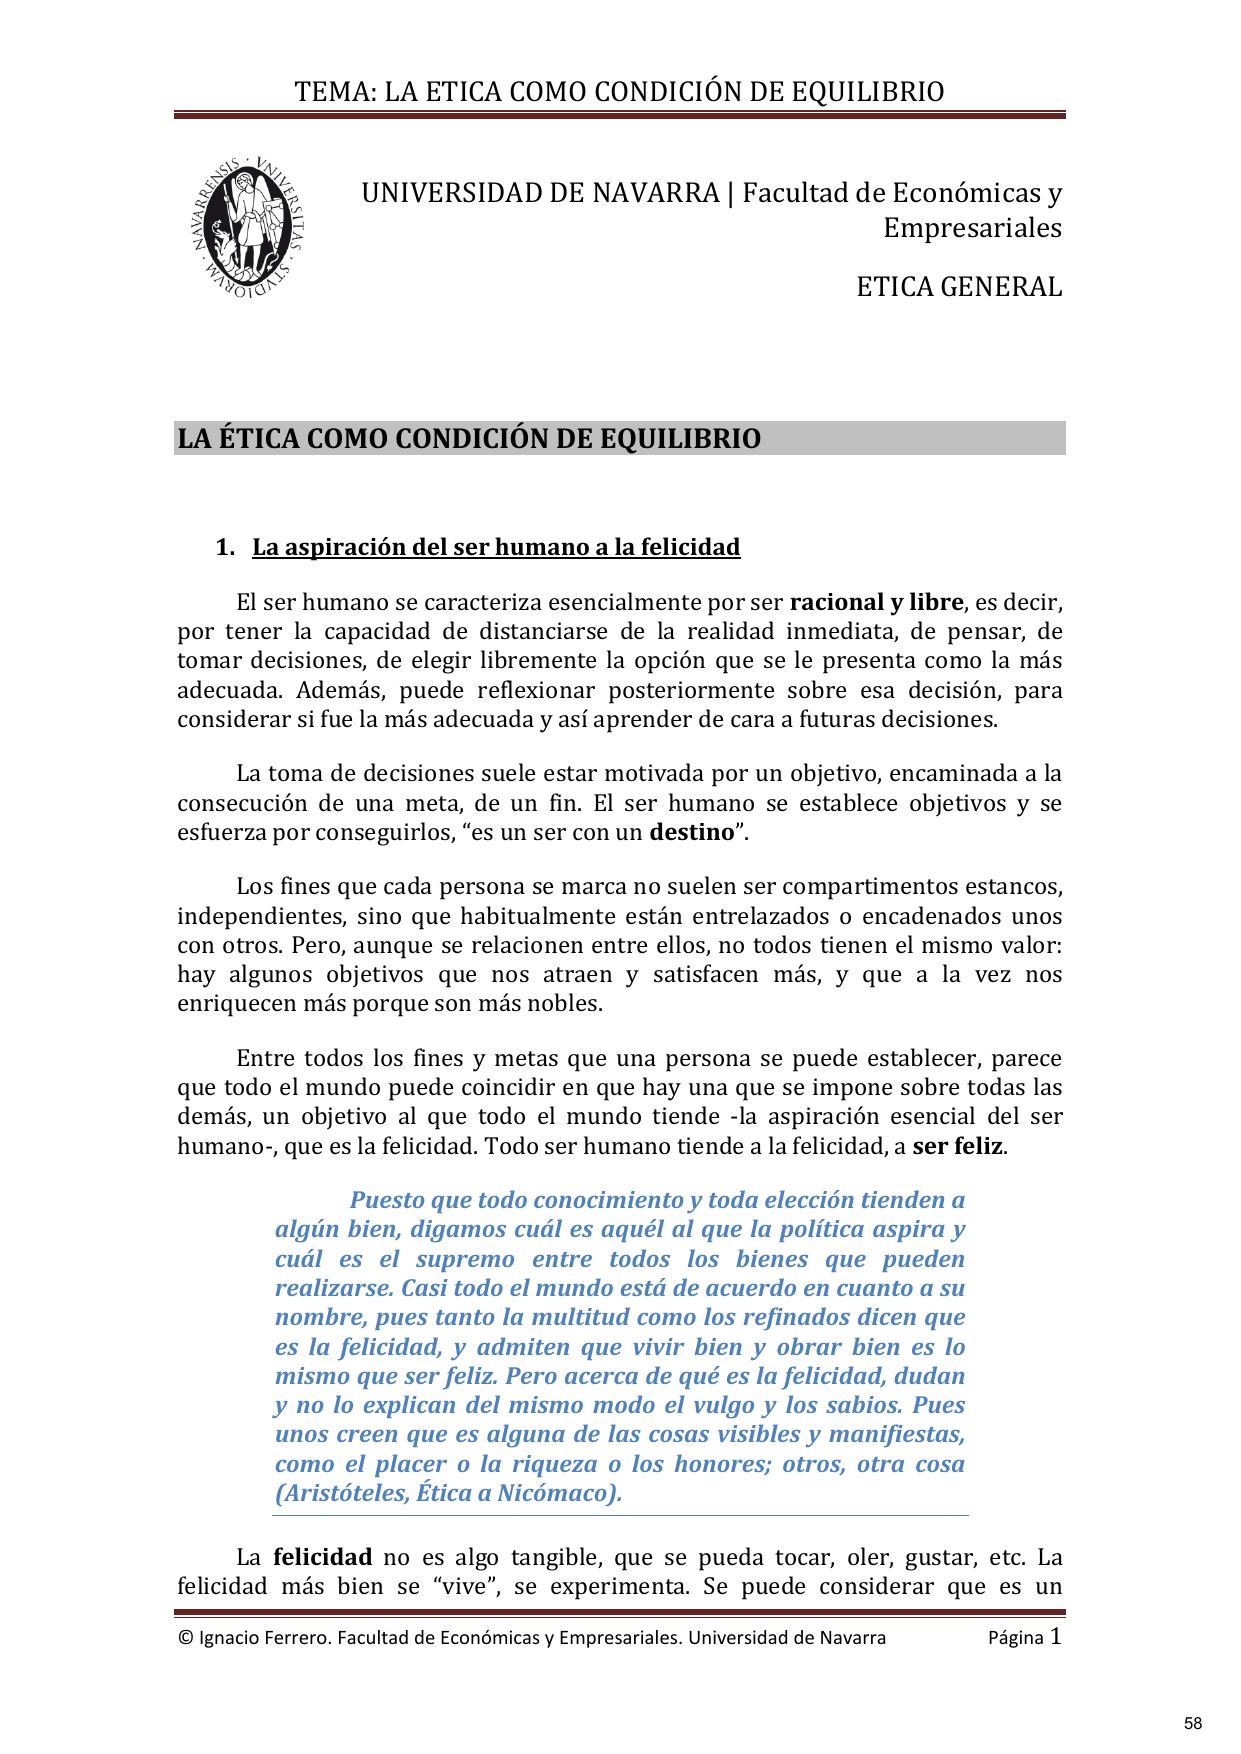 TEMA: LA ETICA COMO CONDICIÓN DE EQUILIBRIO
· VNIVERSITAS · STVDIORVM · NAVARRENSIS
UNIVERSIDAD DE NAVARRA | Facultad de Económicas y
Empresariales
ETICA GENERAL
LA ÉTICA COMO CONDICIÓN DE EQUILIBRIO
1. La aspiración del ser humano a la felicidad
El ser humano se caracteriza esencialmente por ser racional y libre, es decir,
por tener la capacidad de distanciarse de la realidad inmediata, de pensar, de
tomar decisiones, de elegir libremente la opción que se le presenta como la más
adecuada. Además, puede reflexionar posteriormente sobre esa decisión, para
considerar si fue la más adecuada y así aprender de cara a futuras decisiones.
La toma de decisiones suele estar motivada por un objetivo, encaminada a la
consecución de una meta, de un fin. El ser humano se establece objetivos y se
esfuerza por conseguirlos, “es un ser con un destino”.
Los fines que cada persona se marca no suelen ser compartimentos estancos,
independientes, sino que habitualmente están entrelazados o encadenados unos
con otros. Pero, aunque se relacionen entre ellos, no todos tienen el mismo valor:
hay algunos objetivos que nos atraen y satisfacen más, y que a la vez nos
enriquecen más porque son más nobles.
Entre todos los fines y metas que una persona se puede establecer, parece
que todo el mundo puede coincidir en que hay una que se impone sobre todas las
demás, un objetivo al que todo el mundo tiende -la aspiración esencial del ser
humano-, que es la felicidad. Todo ser humano tiende a la felicidad, a ser feliz.
Puesto que todo conocimiento y toda elección tienden a
algún bien, digamos cuál es aquél al que la política aspira y
cuál es el supremo entre todos los bienes que pueden
realizarse. Casi todo el mundo está de acuerdo en cuanto a su
nombre, pues tanto la multitud como los refinados dicen que
es la felicidad, y admiten que vivir bien y obrar bien es lo
mismo que ser feliz. Pero acerca de qué es la felicidad, dudan
y no lo explican del mismo modo el vulgo y los sabios. Pues
unos creen que es alguna de las cosas visibles y manifiestas,
como el placer o la riqueza o los honores; otros, otra cosa
(Aristóteles, Ética a Nicómaco).
La felicidad no es algo tangible, que se pueda tocar, oler, gustar, etc. La
felicidad más bien se “vive”, se experimenta. Se puede considerar que es un
© Ignacio Ferrero. Facultad de Económicas y Empresariales. Universidad de Navarra Página 1
58